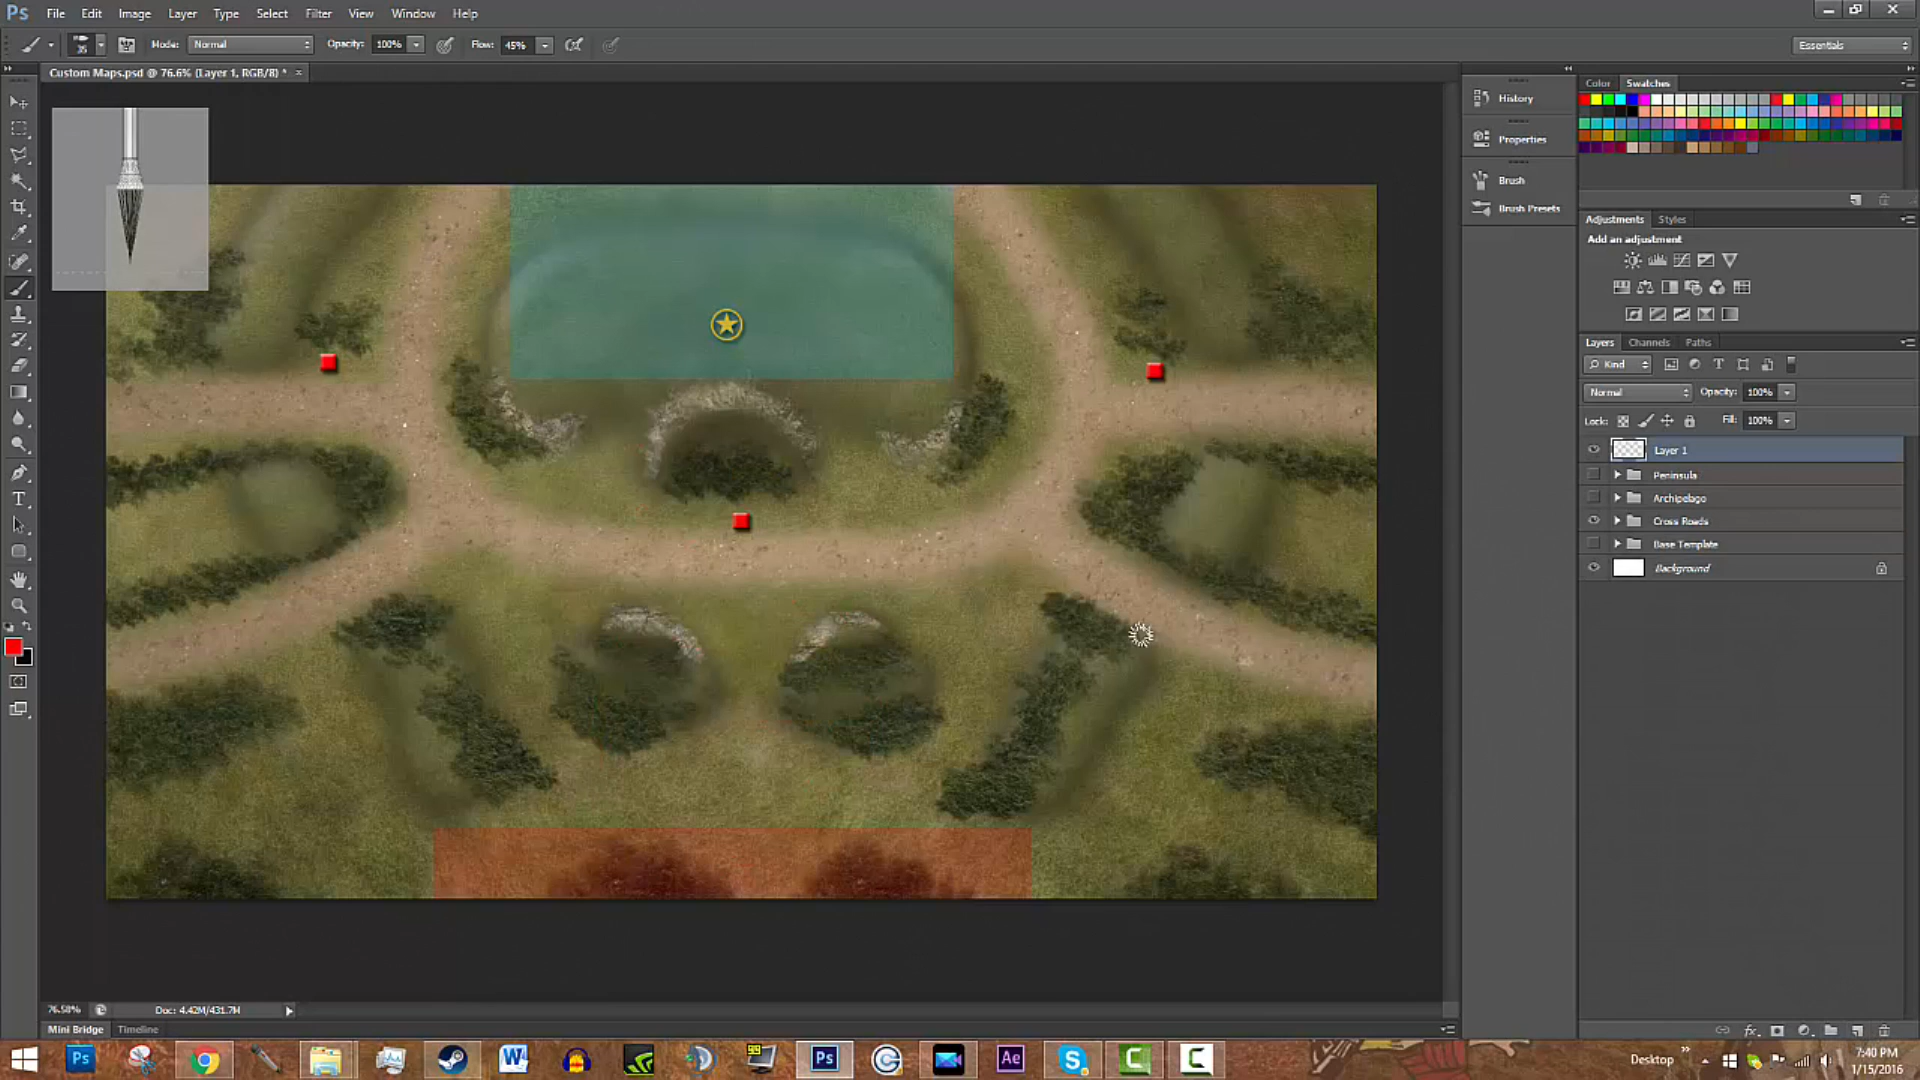 Ps File Edit Image Layer Type Select Filter View Window Help
Mode: Normal Opacity: 100% Flow: 45% Essentials
Custom Maps.psd @ 76.6% (Layer 1, RGB/8) * ×
History
Properties
Brush
Brush Presets
Color Swatches
Adjustments Styles
Add an adjustment
Layers Channels Paths
Kind
Normal Opacity: 100%
Lock: Fill: 100%
Layer 1
Peninsula
Archipelago
Cross Roads
Base Template
Background
76.58% Doc: 4.42M/431.7M
Mini Bridge Timeline
Desktop
7:40 PM
1/15/2016